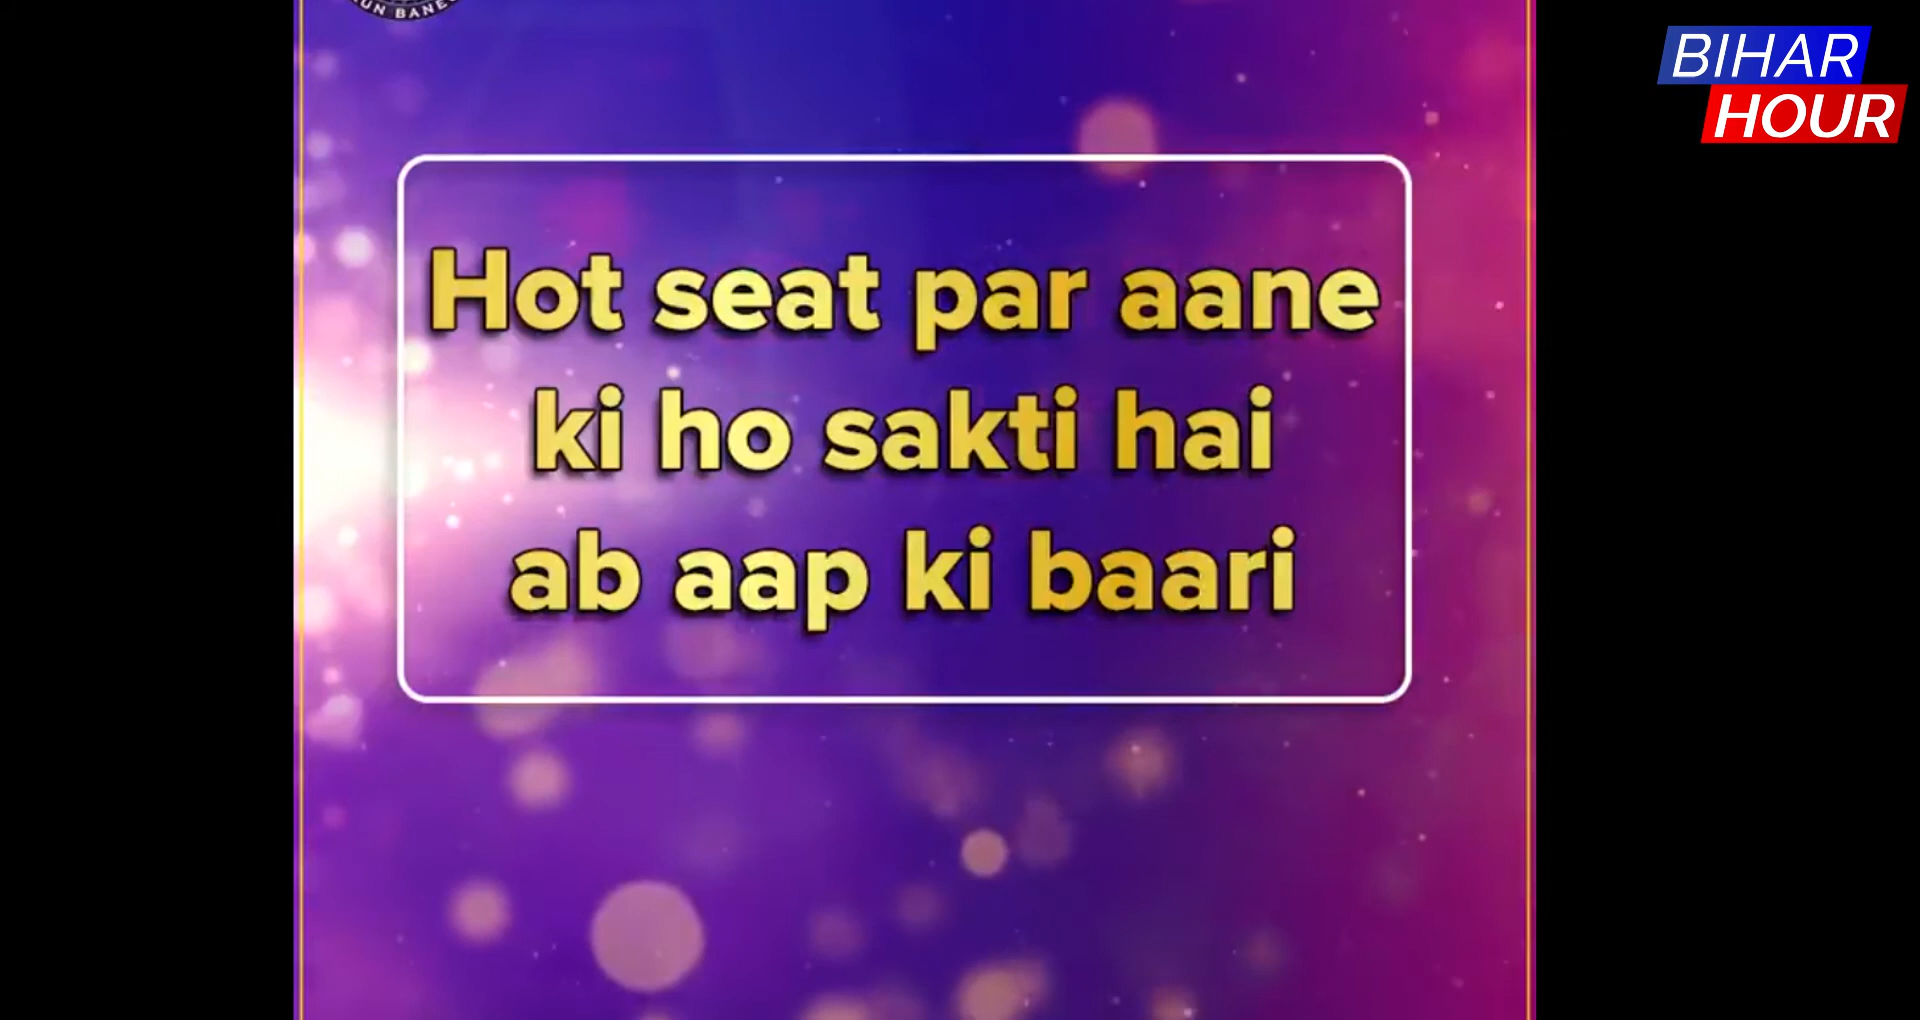 BIHAR
HOUR
Hot seat par aane
ki ho sakti hai
ab aap ki baari